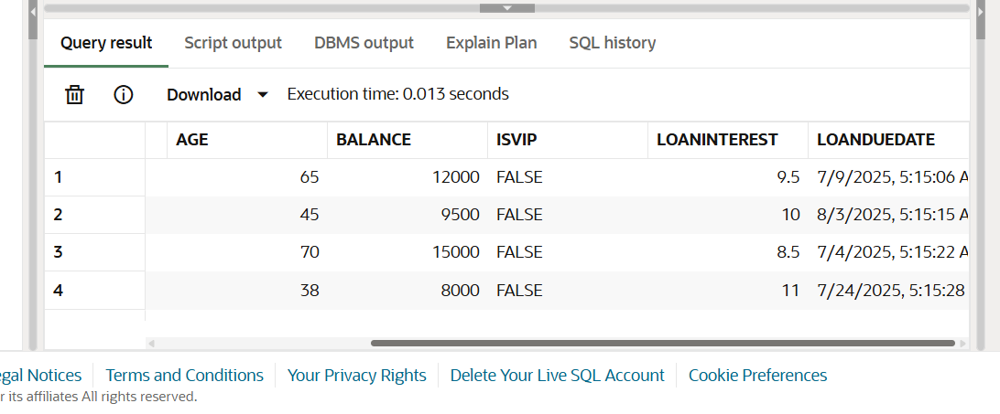 Query result Script output DBMS output Explain Plan SQL history
Download Execution time: 0.013 seconds
AGE BALANCE ISVIP LOANINTEREST LOANDUEDATE
1 65 12000 FALSE 9.5 7/9/2025, 5:15:06 A
2 45 9500 FALSE 10 8/3/2025, 5:15:15 A
3 70 15000 FALSE 8.5 7/4/2025, 5:15:22 A
4 38 8000 FALSE 11 7/24/2025, 5:15:28
egal Notices Terms and Conditions Your Privacy Rights Delete Your Live SQL Account Cookie Preferences
r its affiliates All rights reserved.